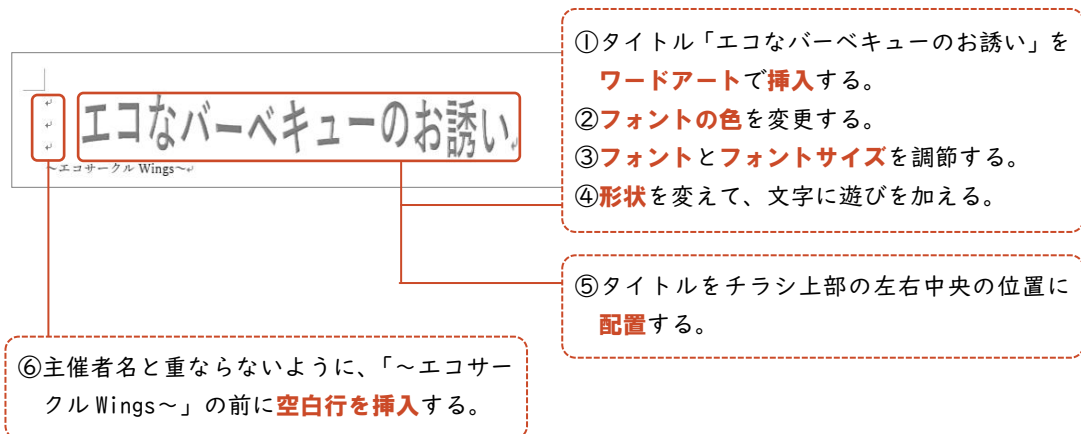 エコなバーベキューのお誘い
～エコサークル Wings～
①タイトル「エコなバーベキューのお誘い」を
ワードアートで挿入する。
②フォントの色を変更する。
③フォントとフォントサイズを調節する。
④形状を変えて、文字に遊びを加える。
⑤タイトルをチラシ上部の左右中央の位置に
配置する。
⑥主催者名と重ならないように、「～エコサー
クル Wings～」の前に空白行を挿入する。